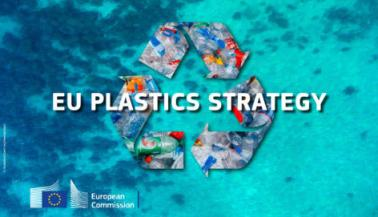 EU PLASTICS STRATEGY
European
Commission